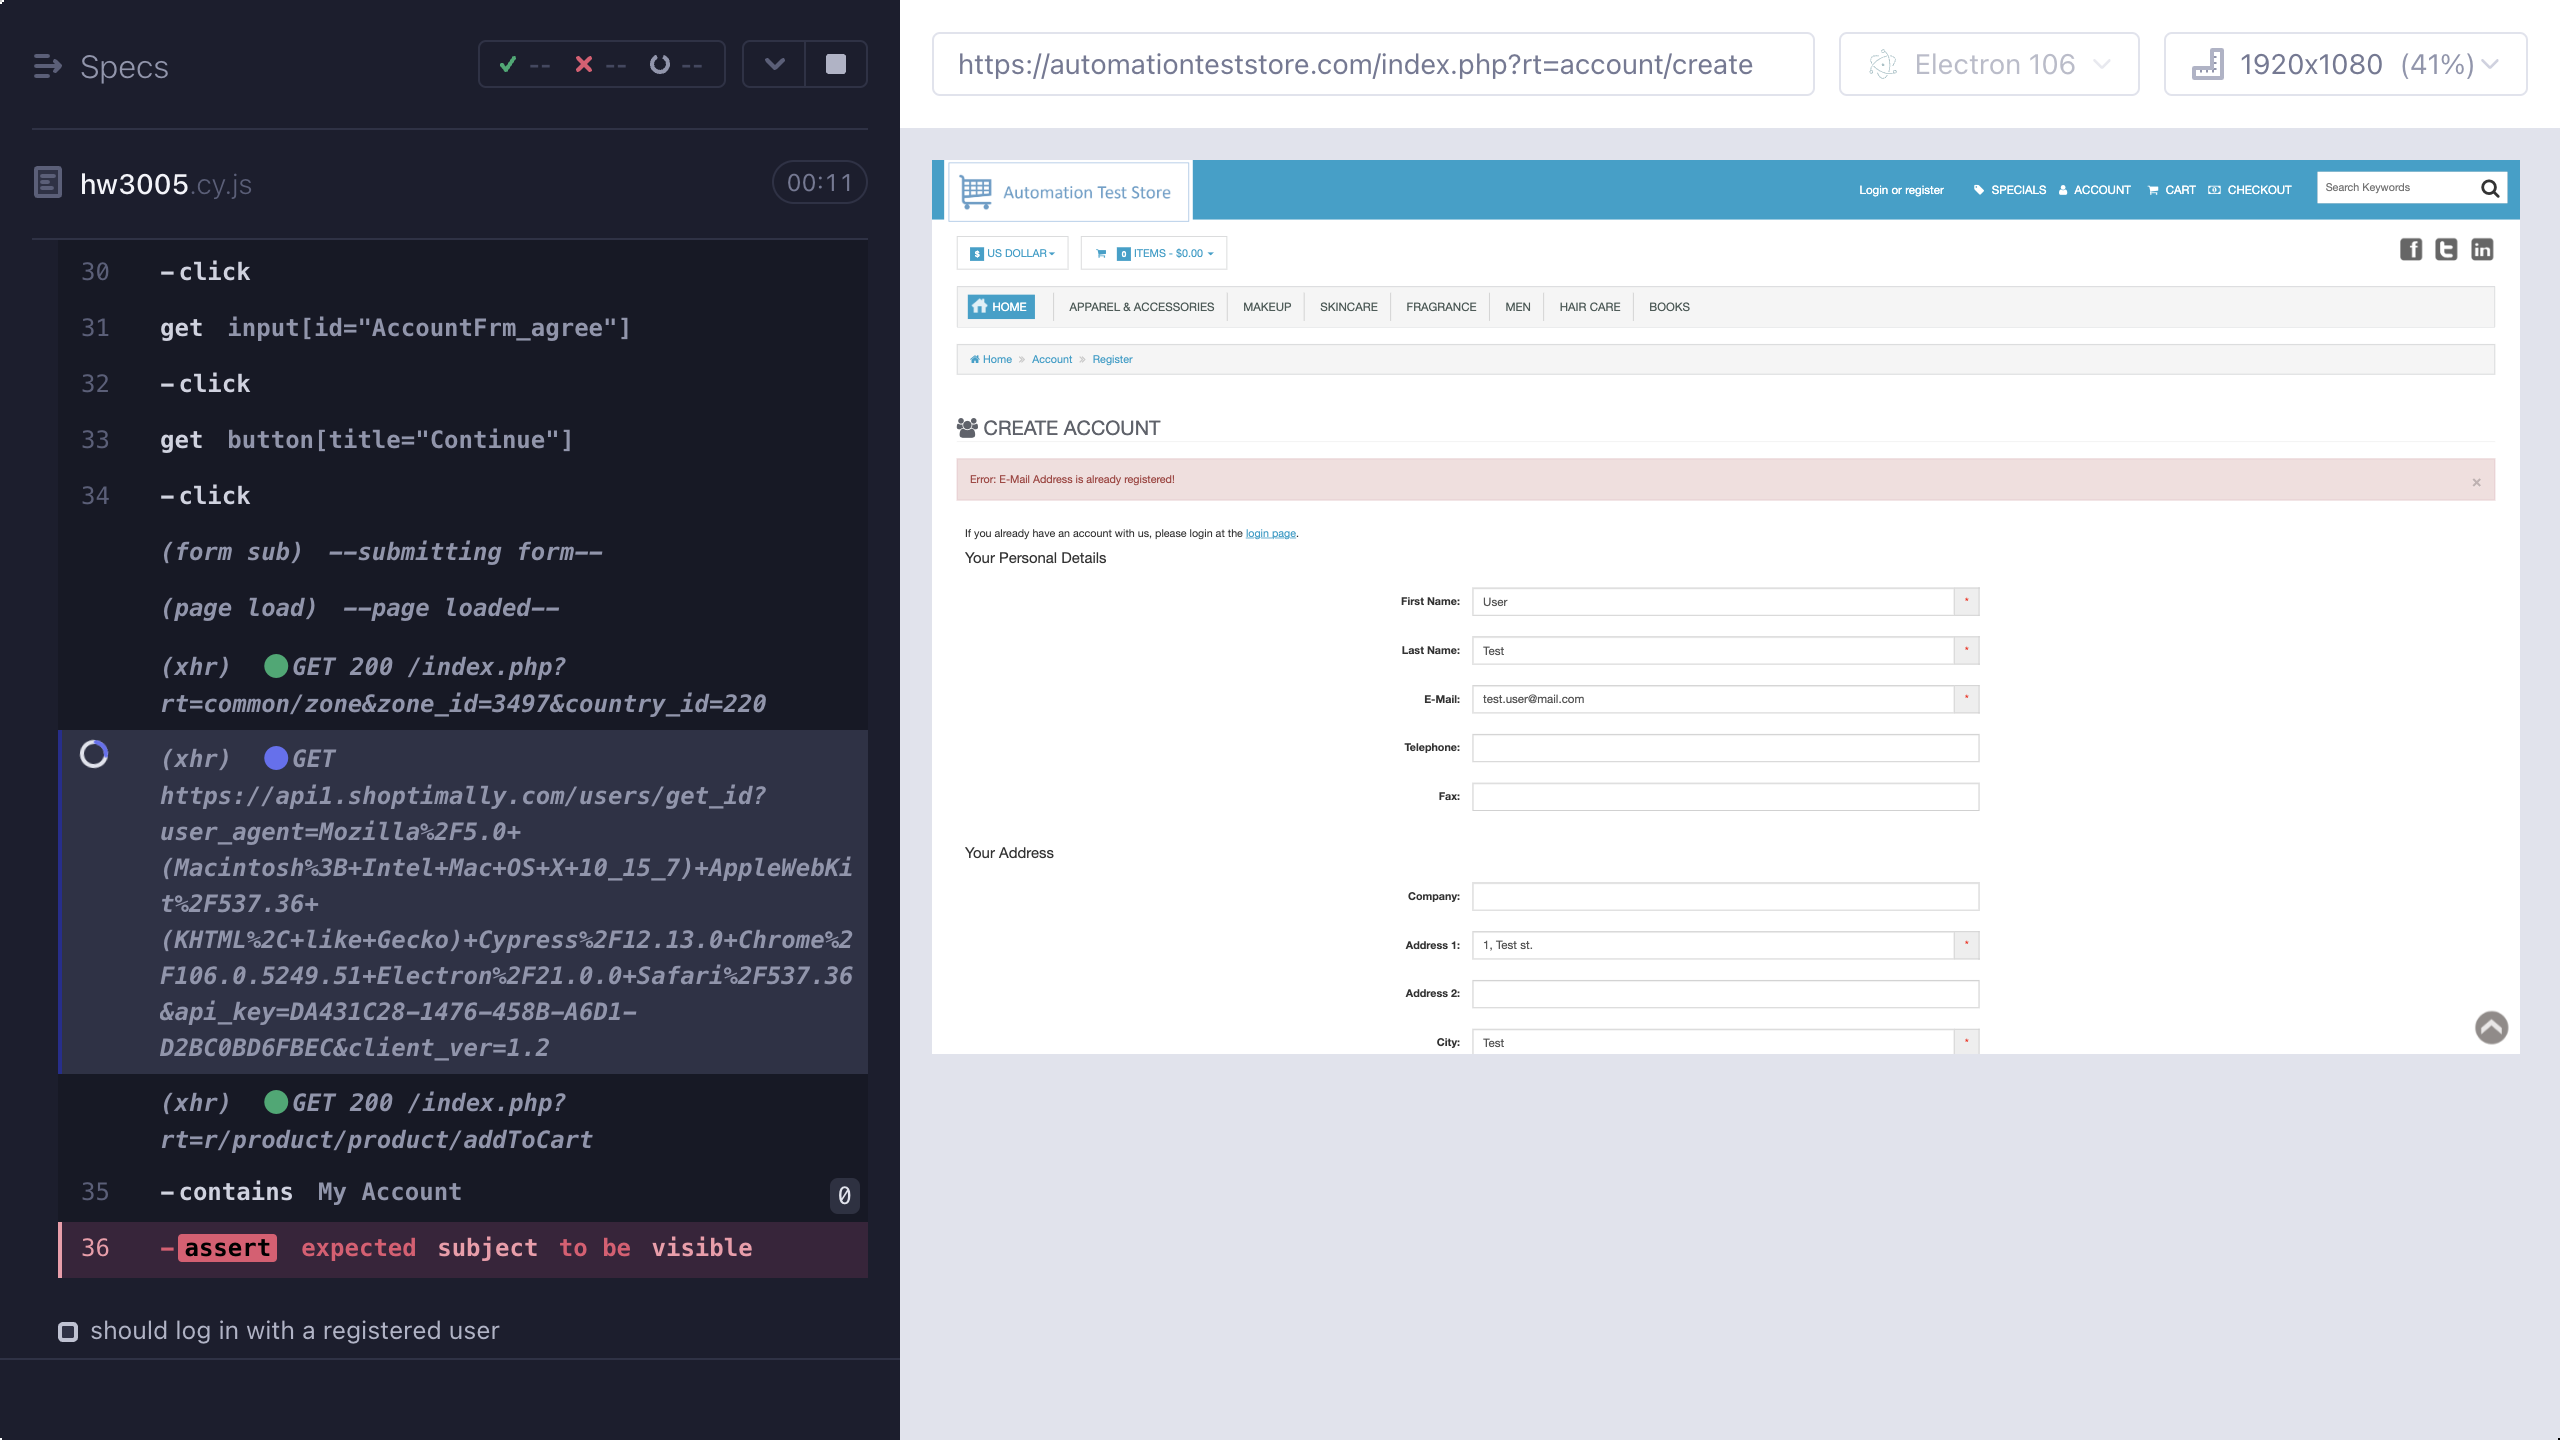 Specs
-- -- --
hw3005.cy.js
00:11
30 -click
31 get input[id="AccountFrm_agree"]
32 -click
33 get button[title="Continue"]
34 -click
(form sub) --submitting form--
(page load) --page loaded--
(xhr) GET 200 /index.php?
rt=common/zone&zone_id=3497&country_id=220
(xhr) GET
https://api1.shoptimally.com/users/get_id?
user_agent=Mozilla%2F5.0+
(Macintosh%3B+Intel+Mac+OS+X+10_15_7)+AppleWebKi
t%2F537.36+
(KHTML%2C+like+Gecko)+Cypress%2F12.13.0+Chrome%2
F106.0.5249.51+Electron%2F21.0.0+Safari%2F537.36
&api_key=DA431C28-1476-458B-A6D1-
D2BC0BD6FBEC&client_ver=1.2
(xhr) GET 200 /index.php?
rt=r/product/product/addToCart
35 -contains My Account 0
36 -assert expected subject to be visible
should log in with a registered user
https://automationteststore.com/index.php?rt=account/create
Electron 106
1920x1080 (41%)
Automation Test Store
Login or register SPECIALS ACCOUNT CART CHECKOUT Search Keywords
$ US DOLLAR 0 ITEMS - $0.00
f t in
HOME APPAREL & ACCESSORIES MAKEUP SKINCARE FRAGRANCE MEN HAIR CARE BOOKS
Home » Account » Register
CREATE ACCOUNT
Error: E-Mail Address is already registered! ×
If you already have an account with us, please login at the login page.
Your Personal Details
First Name: User *
Last Name: Test *
E-Mail: test.user@mail.com *
Telephone:
Fax:
Your Address
Company:
Address 1: 1, Test st. *
Address 2:
City: Test *